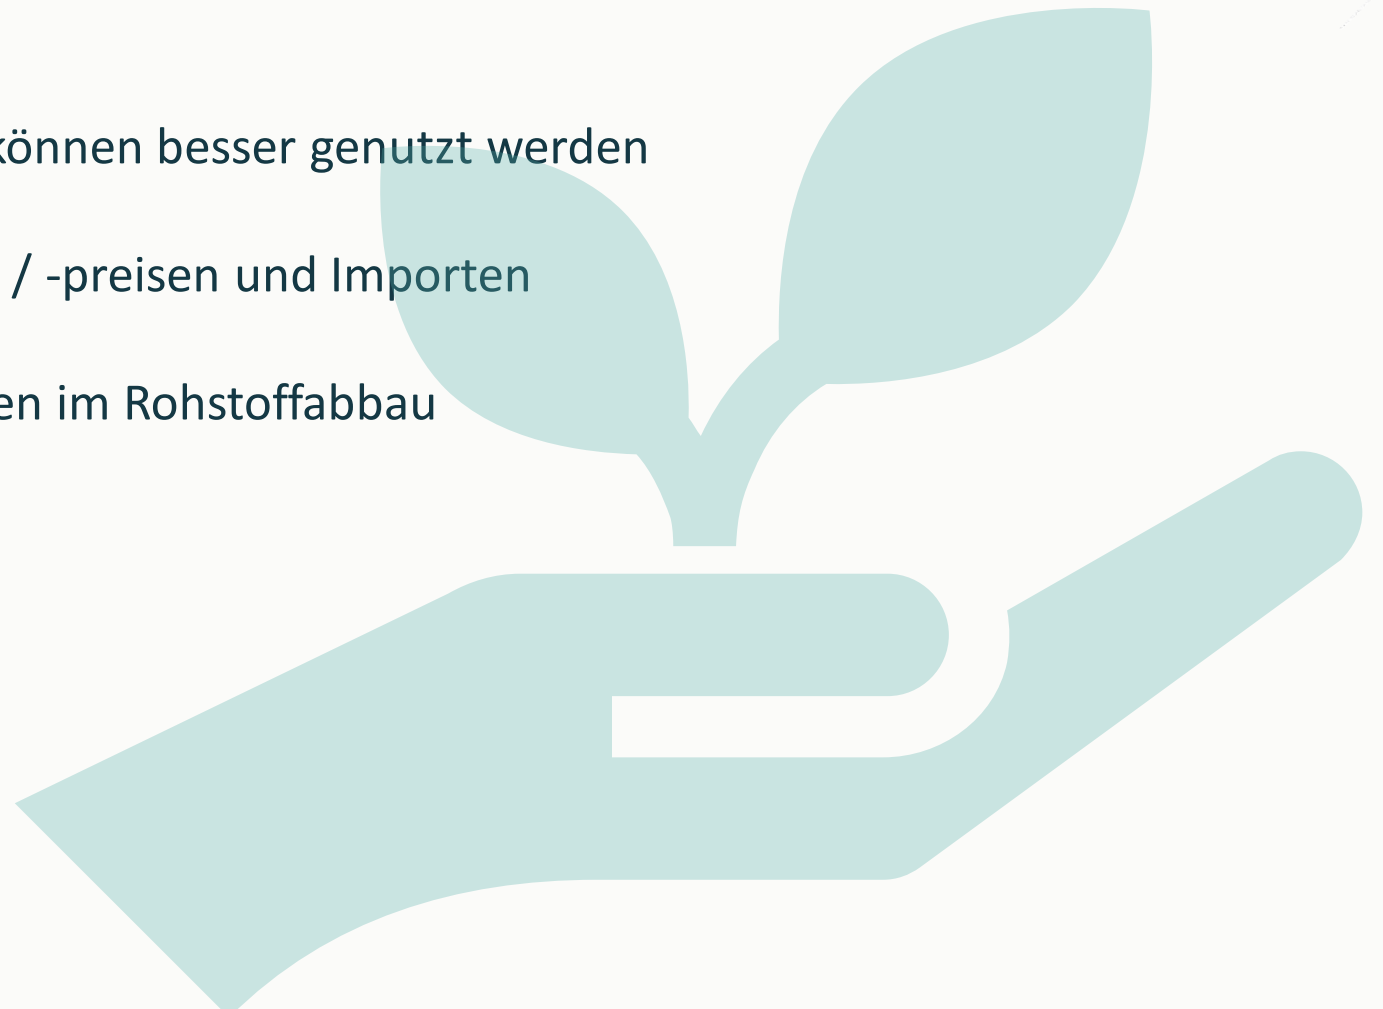 können besser genutzt werden
/ -preisen und Importen
en im Rohstoffabbau